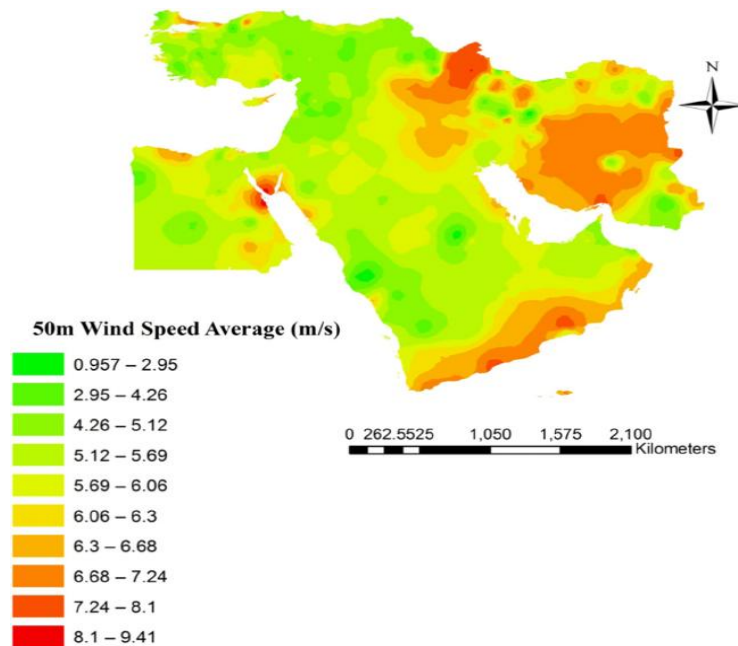 N
50m Wind Speed Average (m/s)
0.957 – 2.95
2.95 – 4.26
4.26 – 5.12
5.12 – 5.69
5.69 – 6.06
6.06 – 6.3
6.3 – 6.68
6.68 – 7.24
7.24 – 8.1
8.1 – 9.41
0 262.5525 1,050 1,575 2,100
Kilometers